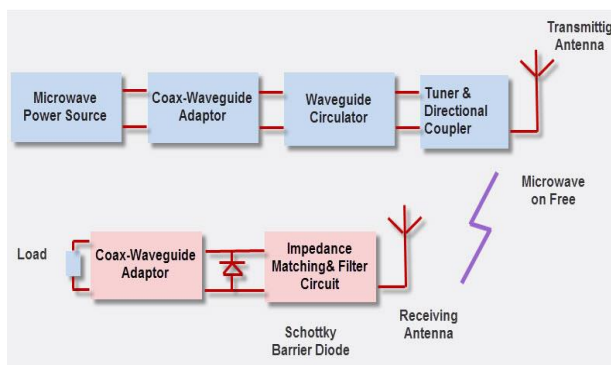 Transmittig
Antenna
Microwave
Power Source
Coax-Waveguide
Adaptor
Waveguide
Circulator
Tuner &
Directional
Coupler
Microwave
on Free
Load
Coax-Waveguide
Adaptor
Impedance
Matching& Filter
Circuit
Receiving
Antenna
Schottky
Barrier Diode